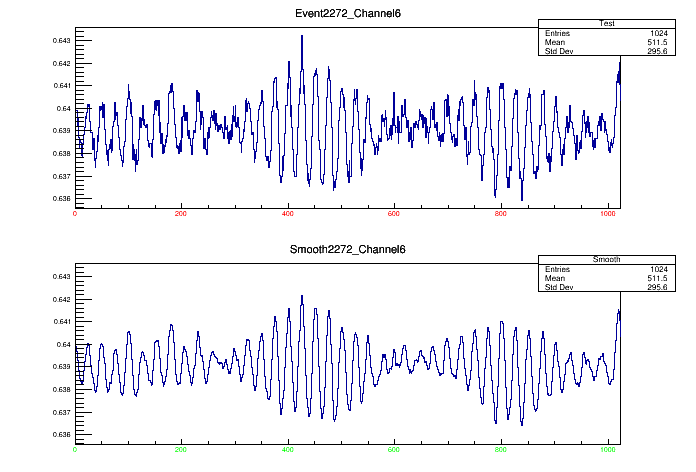 Event2272_Channel6
Test
Entries 1024
Mean 511.5
Std Dev 295.6
0.643
0.642
0.641
0.64
0.639
0.638
0.637
0.636
0 200 400 600 800 1000
Smooth2272_Channel6
Smooth
Entries 1024
Mean 511.5
Std Dev 295.6
0.643
0.642
0.641
0.64
0.639
0.638
0.637
0.636
0 200 400 600 800 1000